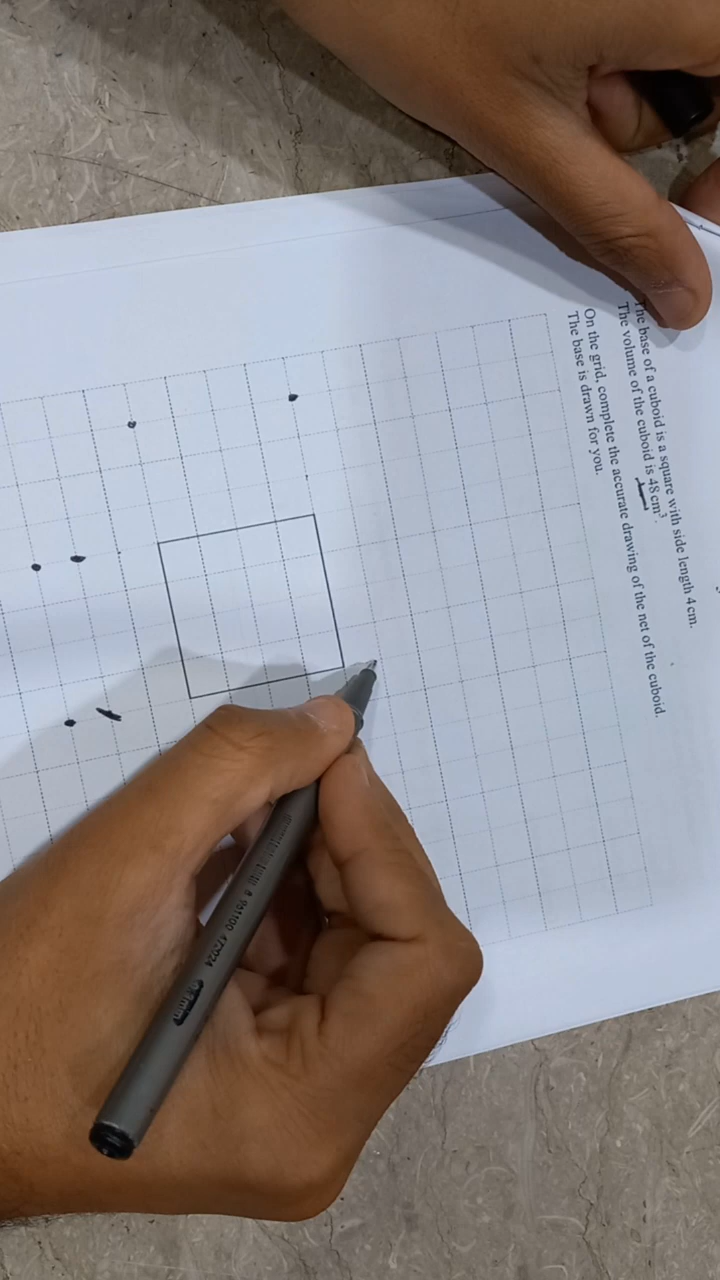 The base of a cuboid is a square with side length 4 cm.
The volume of the cuboid is 48 cm³.
On the grid, complete the accurate drawing of the net of the cuboid.
The base is drawn for you.